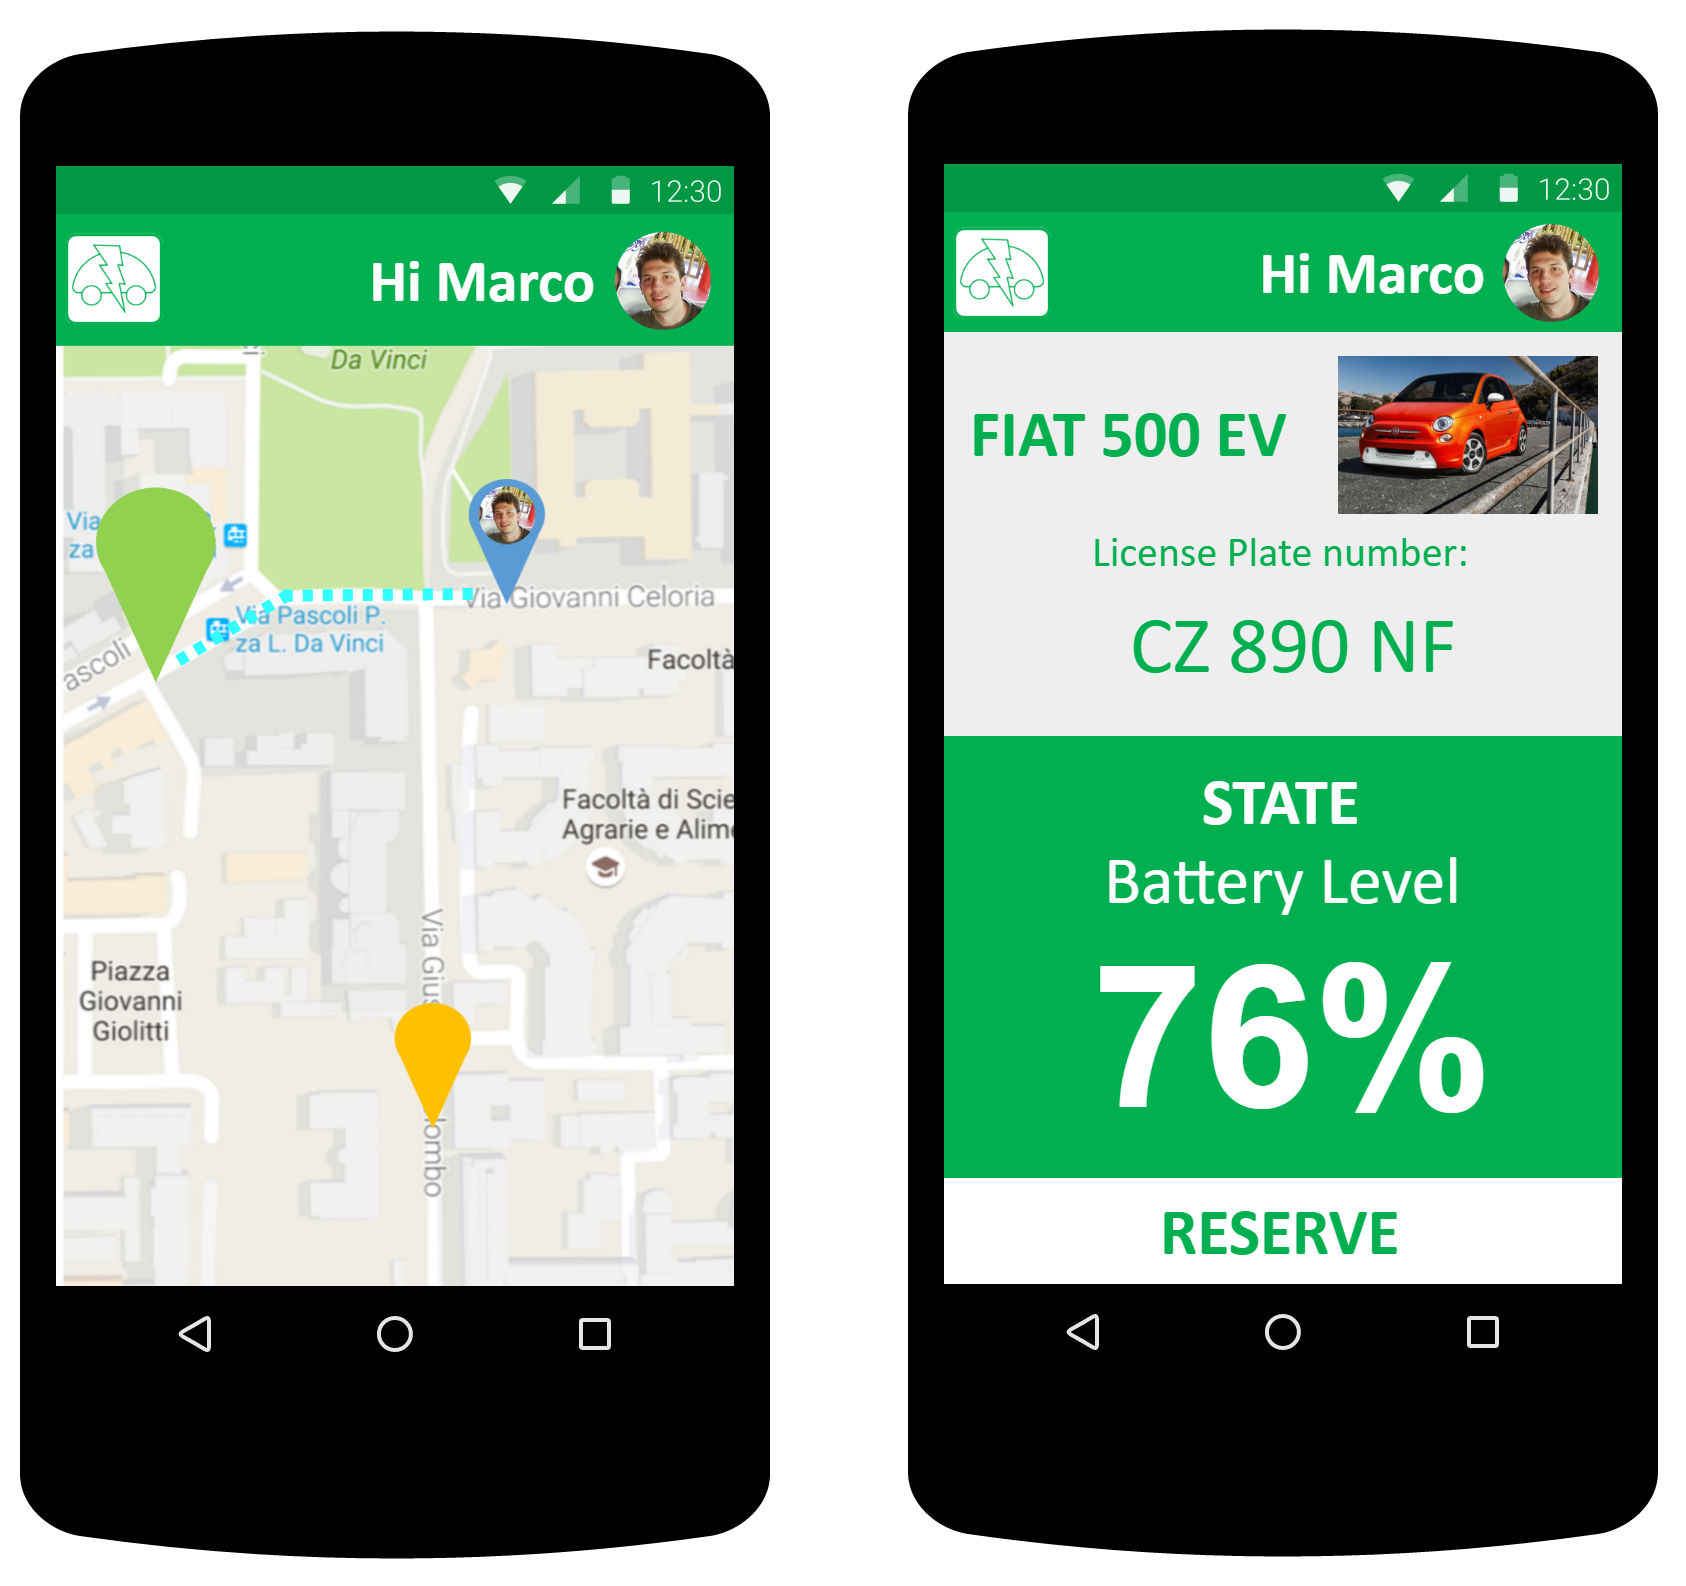 12:30
Hi Marco
Da Vinci
Via
za
Via Giovanni Celoria
Via Pascoli P.
za L. Da Vinci
ascoli
Facoltà
Facoltà di Scie
Agrarie e Alime
Piazza
Giovanni
Giolitti
Via Gius
lombo
12:30
Hi Marco
FIAT 500 EV
License Plate number:
CZ 890 NF
STATE
Battery Level
76%
RESERVE